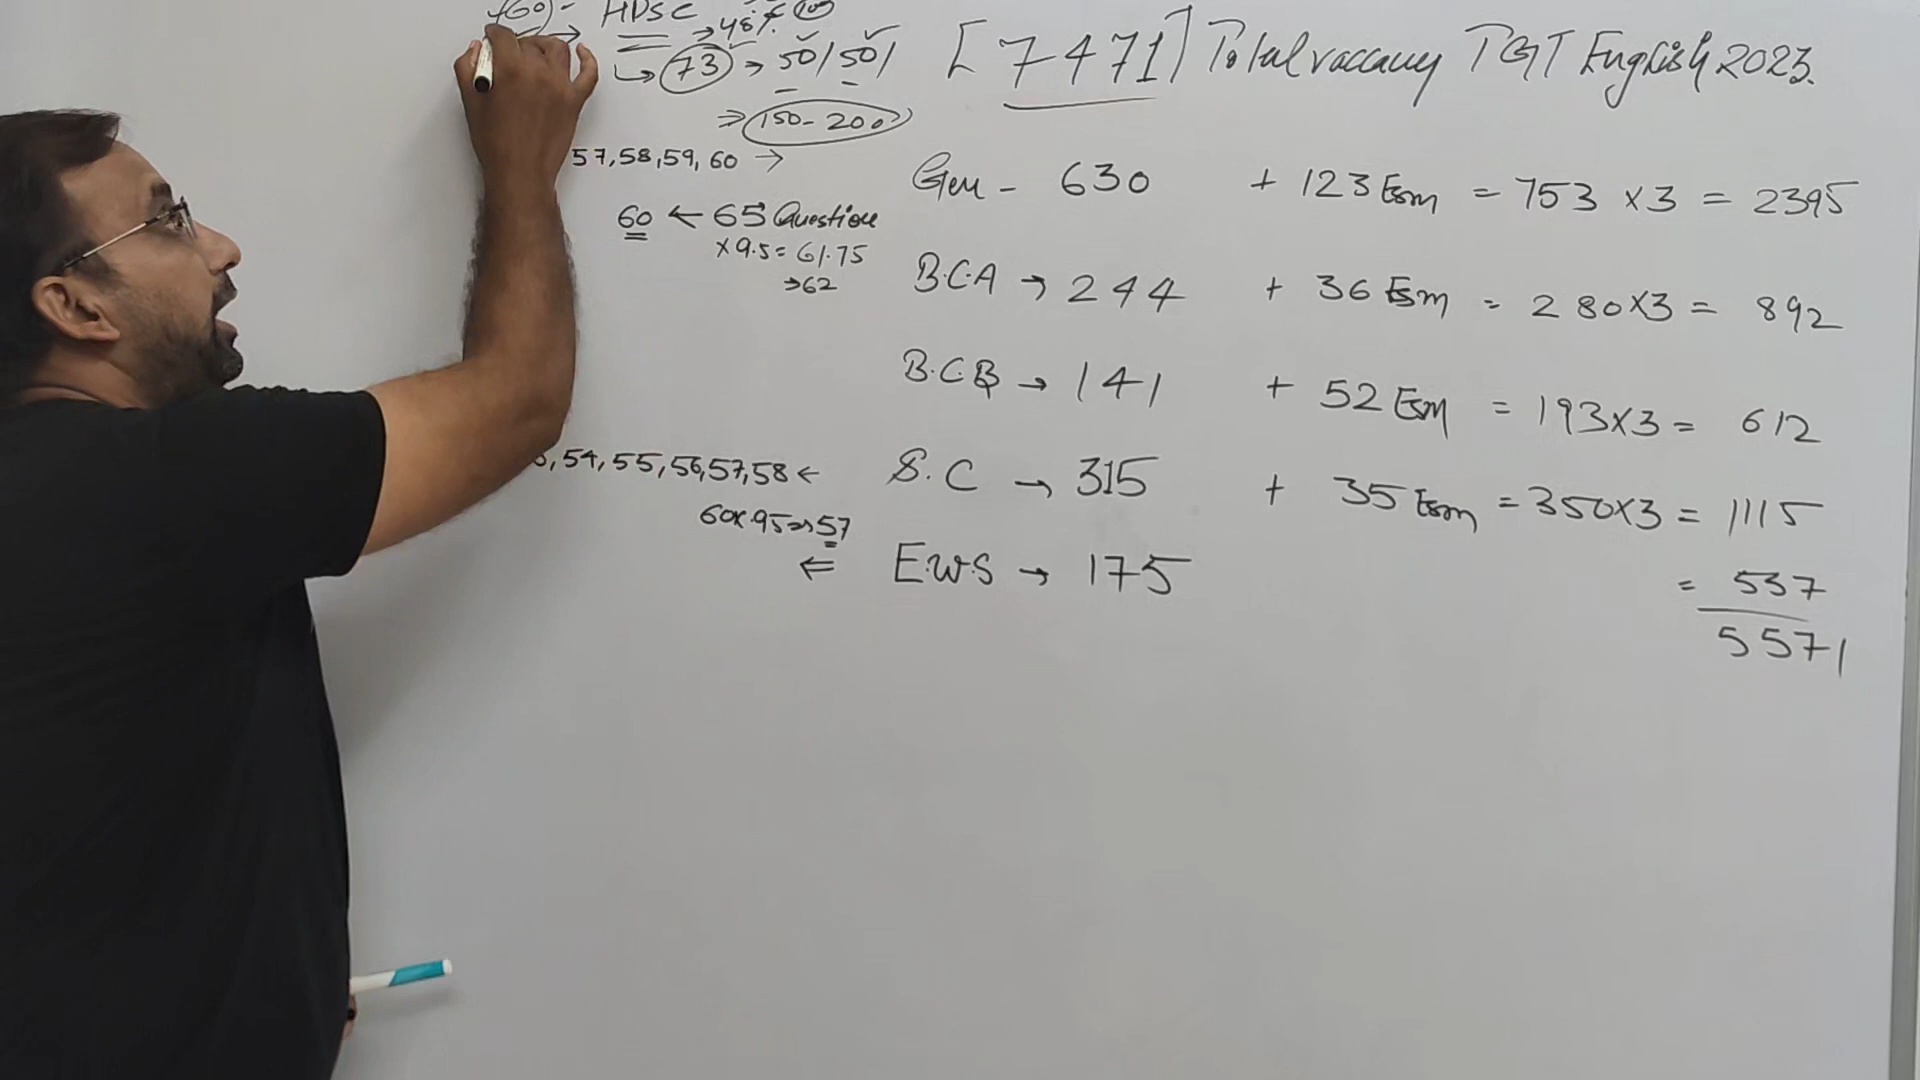 HDSC → 48%
↳ 73 → 50/50/
⇒ 150-200
57,58,59,60 →
60 ← 65 Question
×9.5=61.75
→62
,54,55,56,57,58 ←
60×.95⇒57
⇐
[7471] Total vaccancy TGT English 2023.
Gen - 630 + 123 Esm = 753 ×3 = 2395
B.C.A → 244 + 36 Esm = 280×3 = 892
B.C.B → 141 + 52 Esm = 193×3 = 612
S.C → 315 + 35 Esm = 350×3 = 1115
E.W.S → 175 = 537
5571